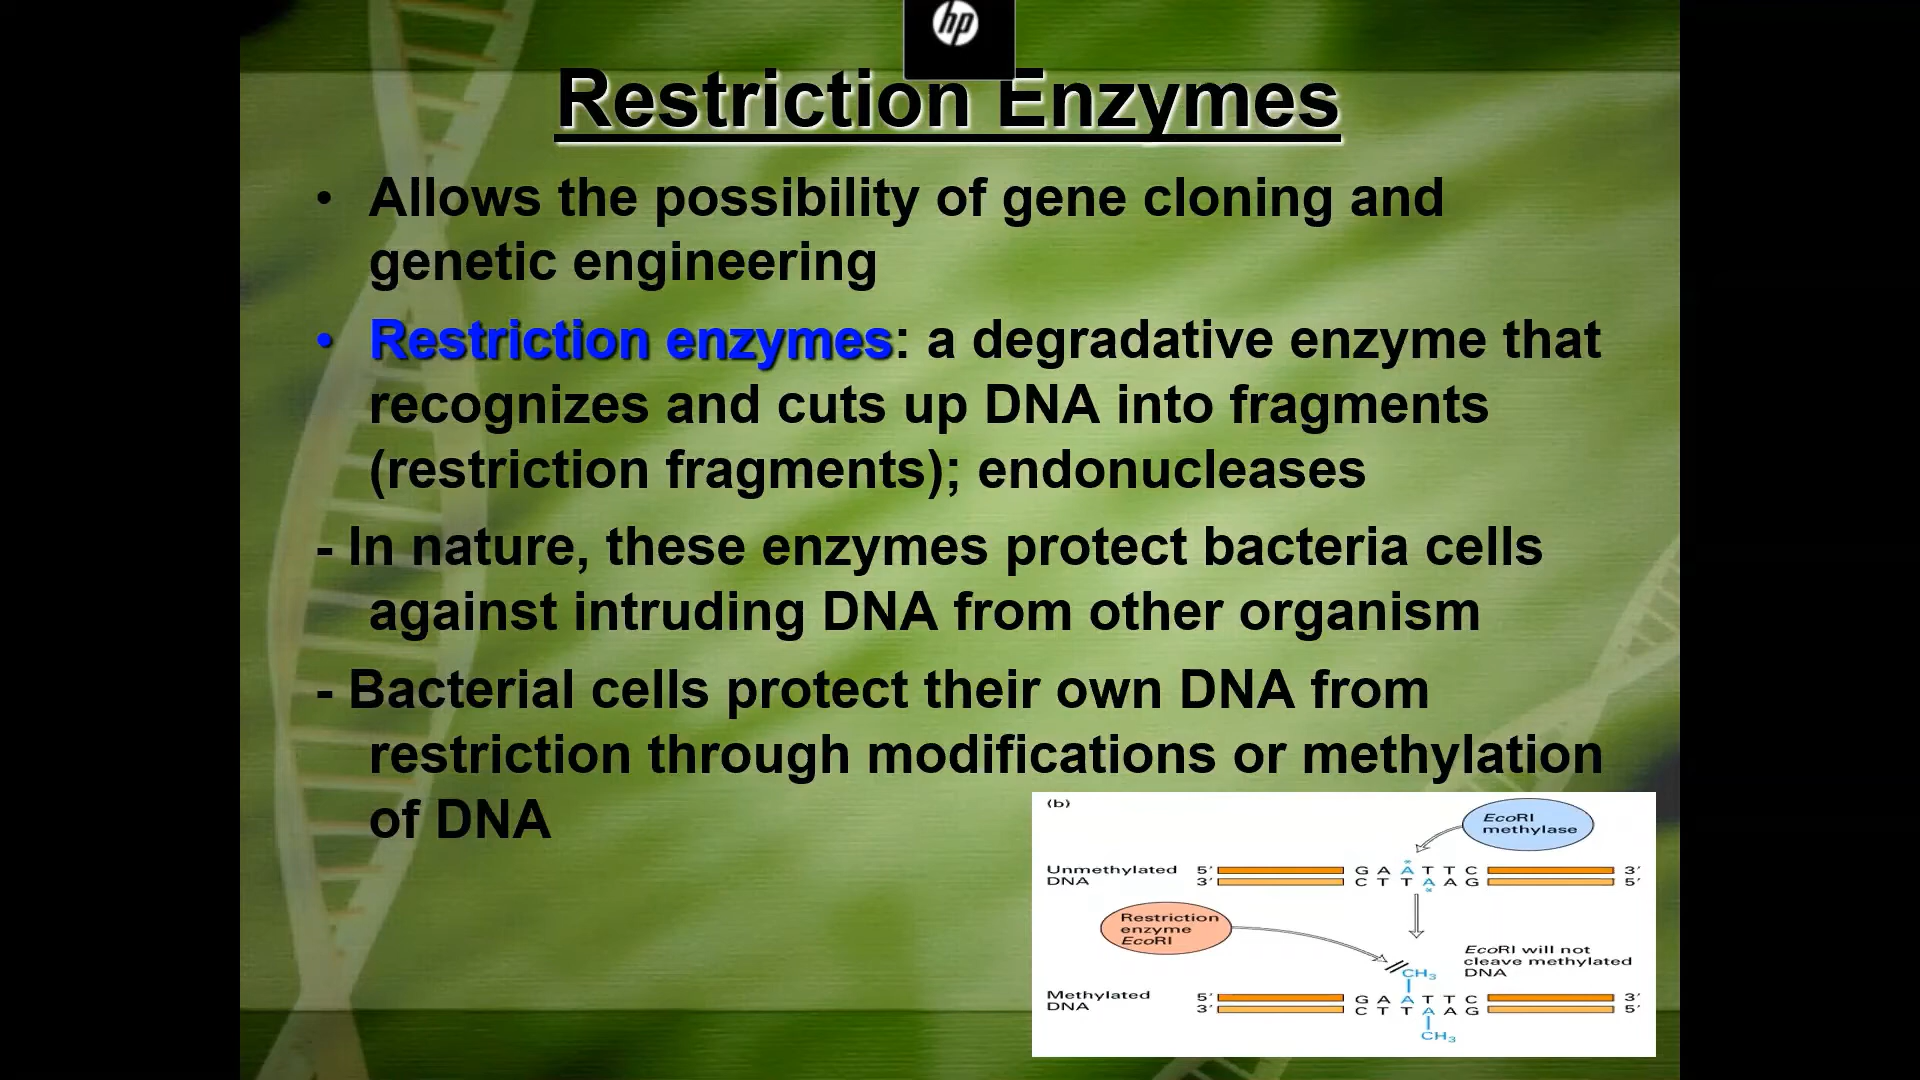 hp
Restriction Enzymes
• Allows the possibility of gene cloning and
genetic engineering
• Restriction enzymes: a degradative enzyme that
recognizes and cuts up DNA into fragments
(restriction fragments); endonucleases
- In nature, these enzymes protect bacteria cells
against intruding DNA from other organism
- Bacterial cells protect their own DNA from
restriction through modifications or methylation
of DNA
(b)
EcoRI
methylase
*
Unmethylated 5′ G A A T T C 3′
DNA 3′ C T T A A G 5′
*
Restriction
enzyme
EcoRI
EcoRI will not
cleave methylated
DNA
CH3
Methylated 5′ G A A T T C 3′
DNA 3′ C T T A A G 5′
CH3